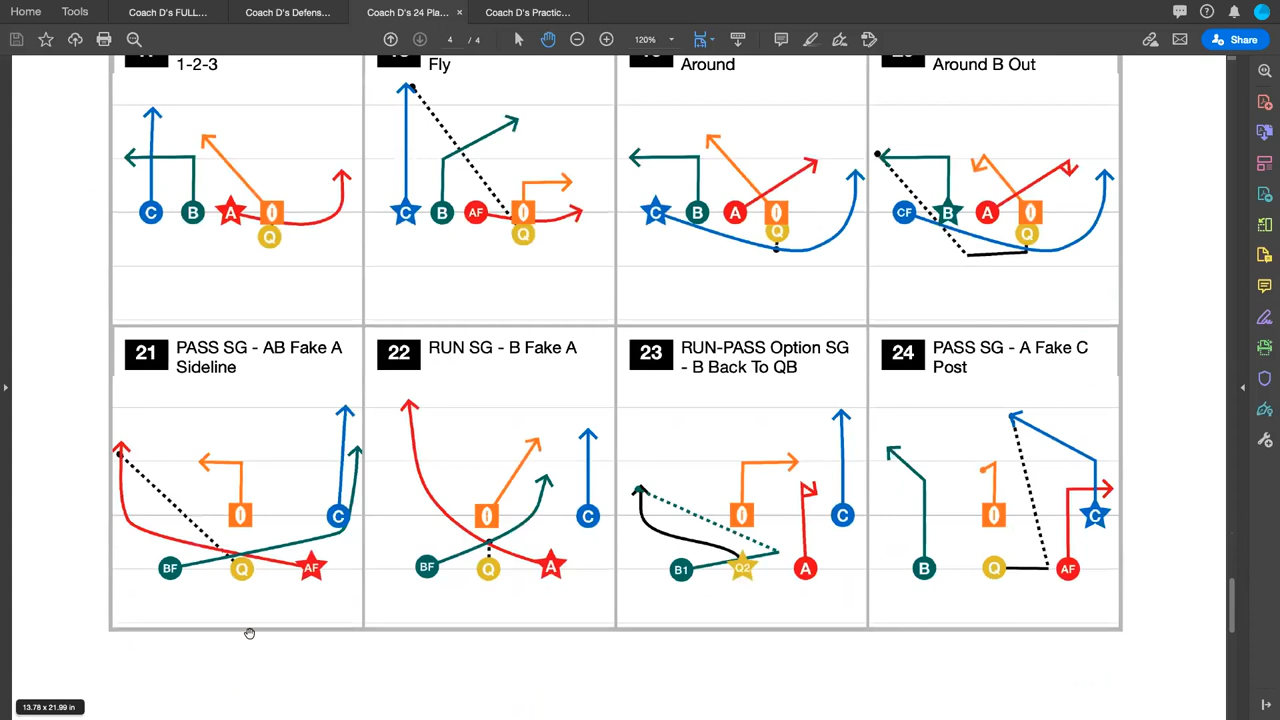 Home Tools Coach D's FULL... Coach D's Defens... Coach D's 24 Pla... × Coach D's Practic...
4 / 4 120% Share
1-2-3 Fly Around Around B Out
C B A Q
C B AF Q
C B A Q
CF B A Q
21 PASS SG - AB Fake A Sideline
22 RUN SG - B Fake A
23 RUN-PASS Option SG - B Back To QB
24 PASS SG - A Fake C Post
C BF Q AF
C BF Q A
C B1 Q2 A
C B Q AF
13.78 x 21.99 in